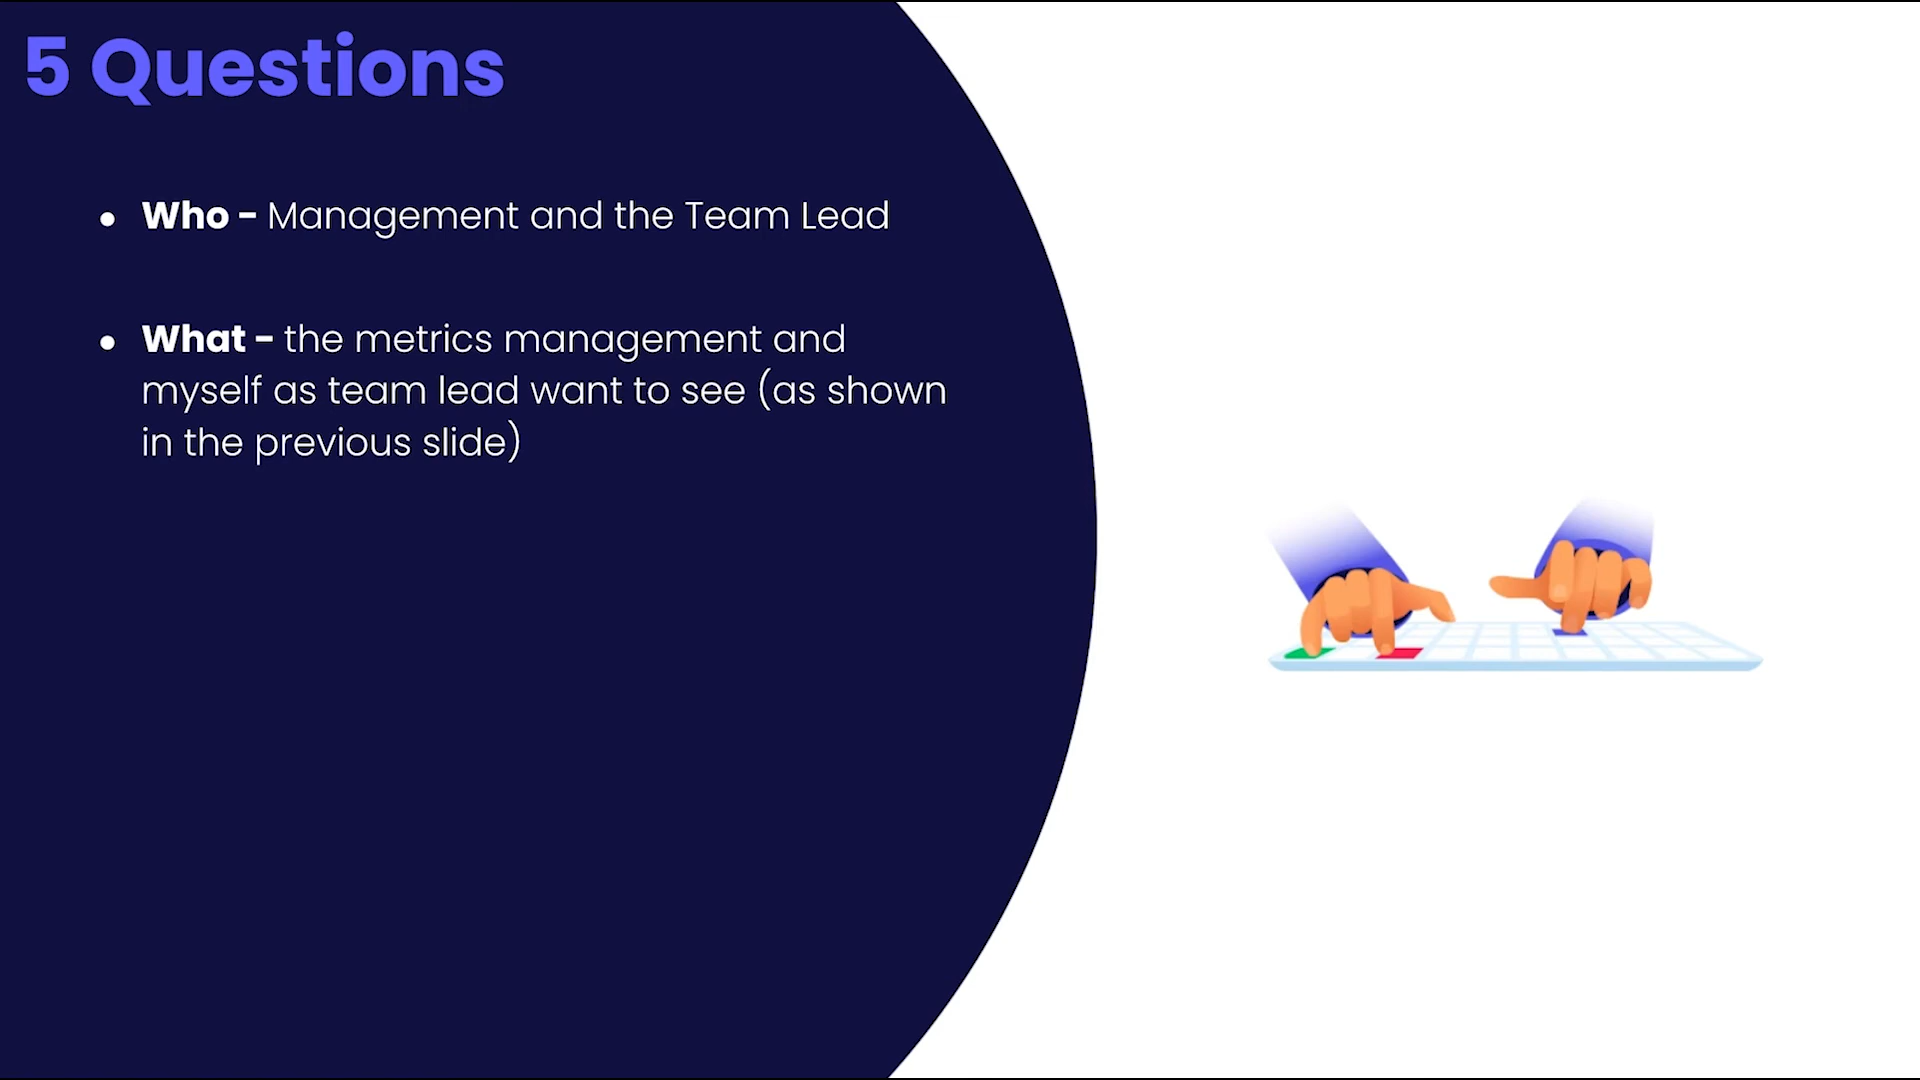 5 Questions
● Who - Management and the Team Lead
● What - the metrics management and
myself as team lead want to see (as shown
in the previous slide)